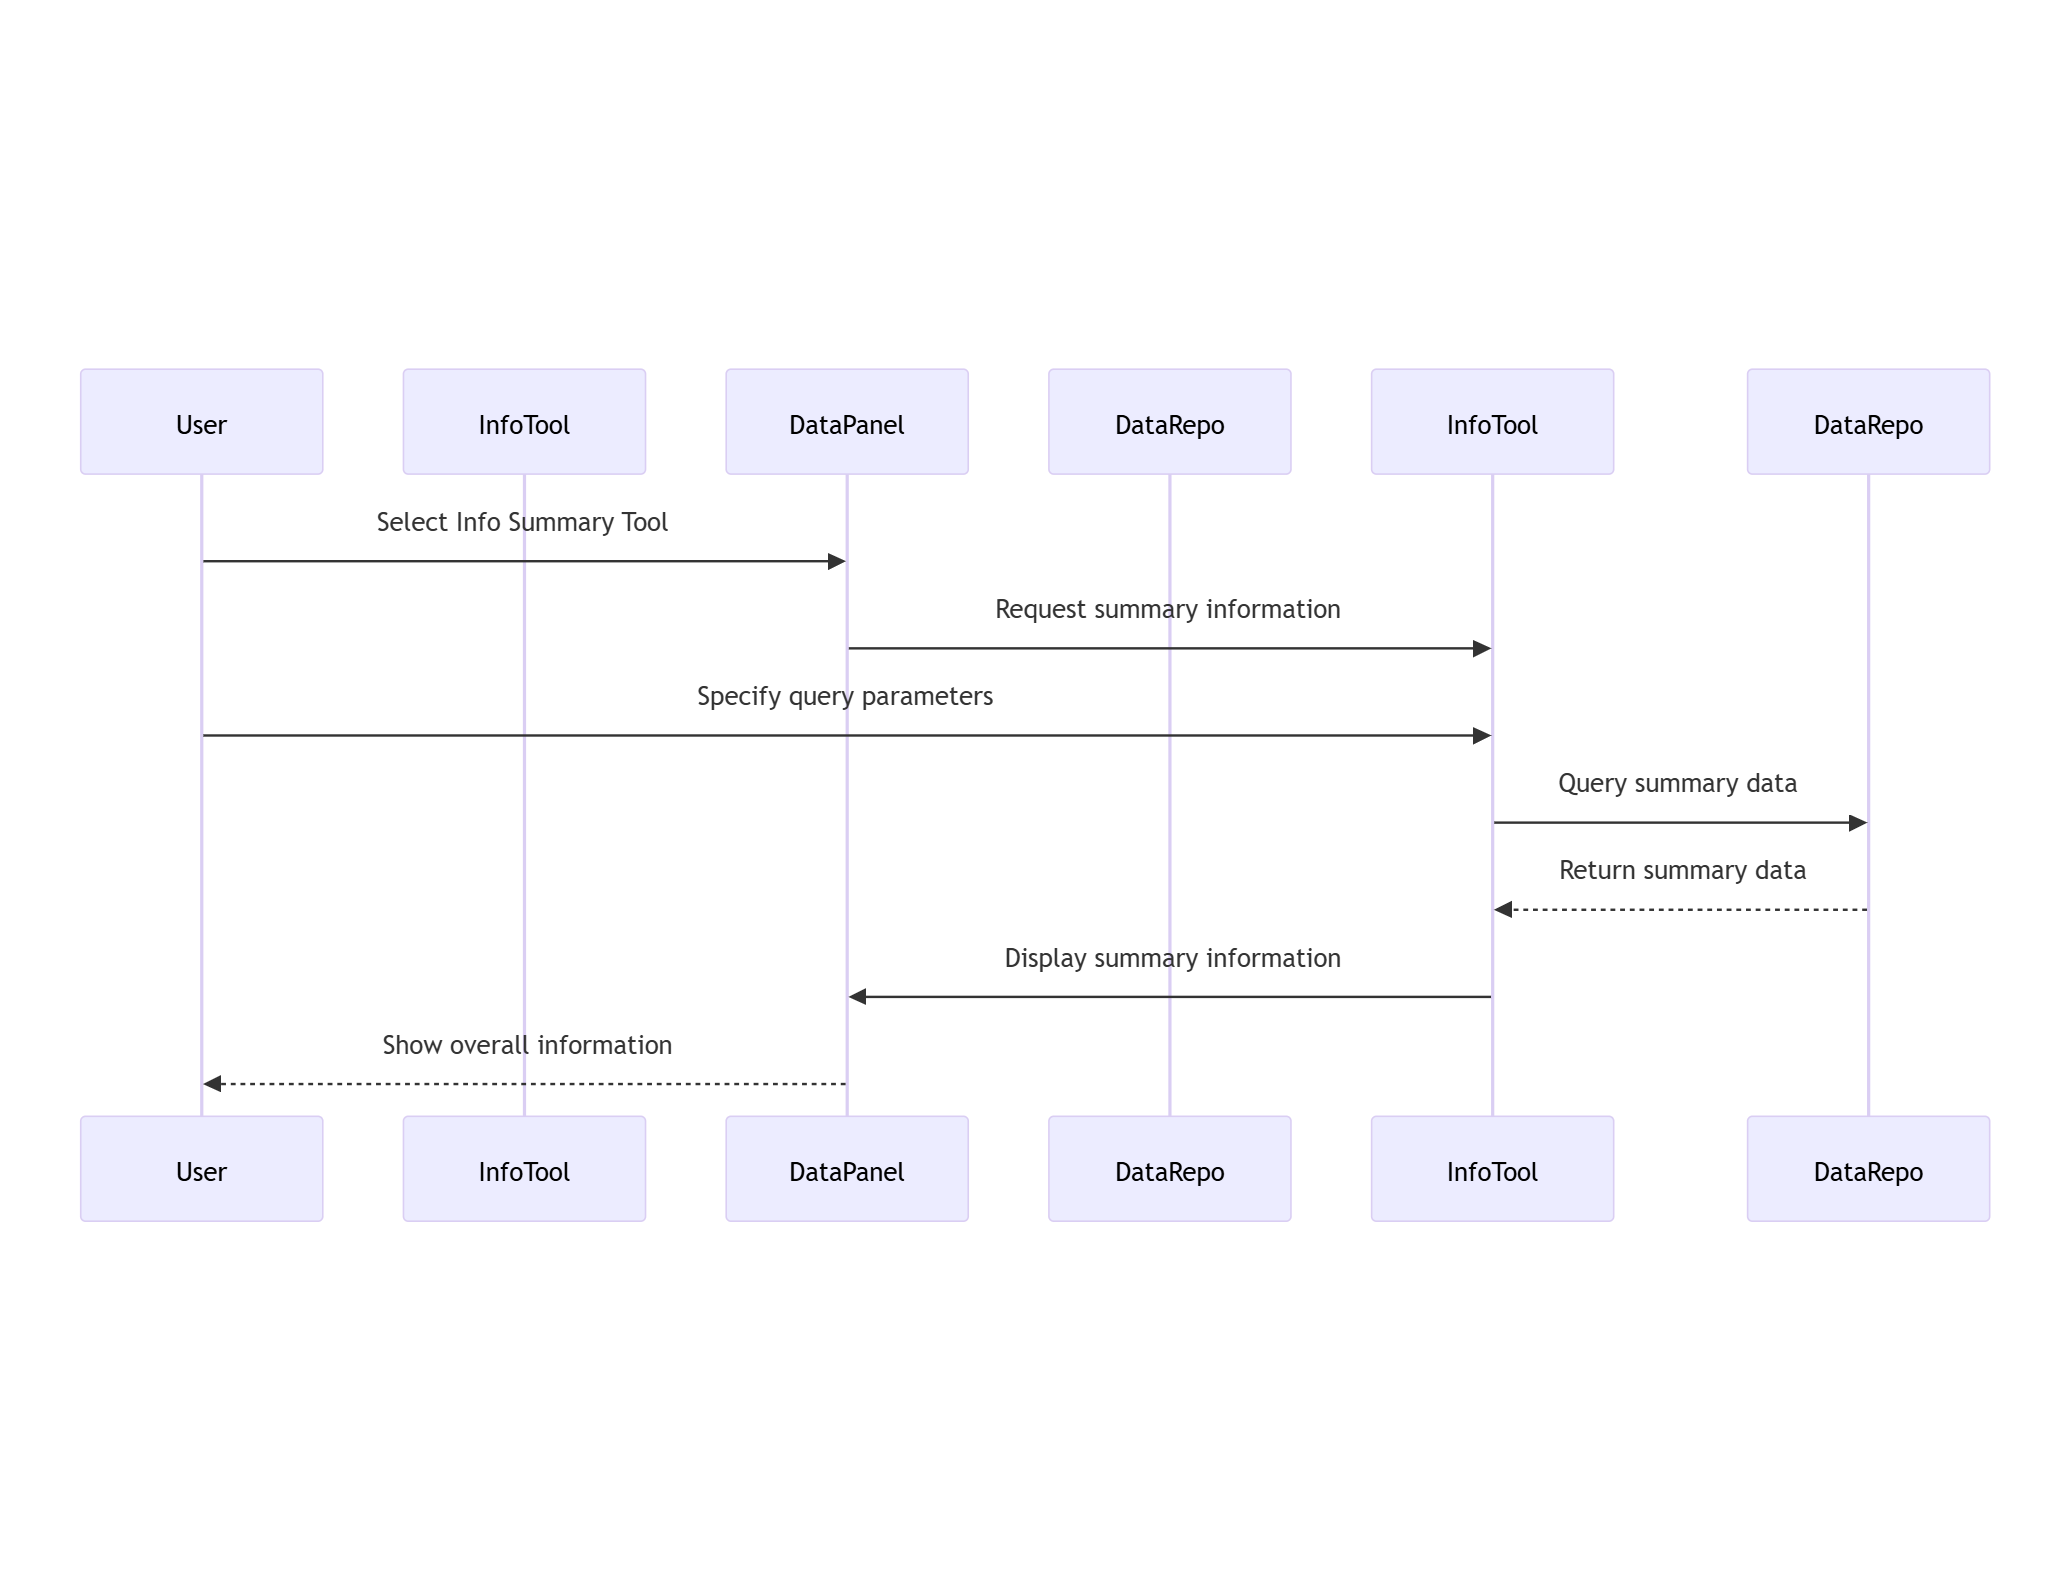 User
InfoTool
DataPanel
DataRepo
InfoTool
DataRepo
Select Info Summary Tool
Request summary information
Specify query parameters
Query summary data
Return summary data
Display summary information
Show overall information
User
InfoTool
DataPanel
DataRepo
InfoTool
DataRepo